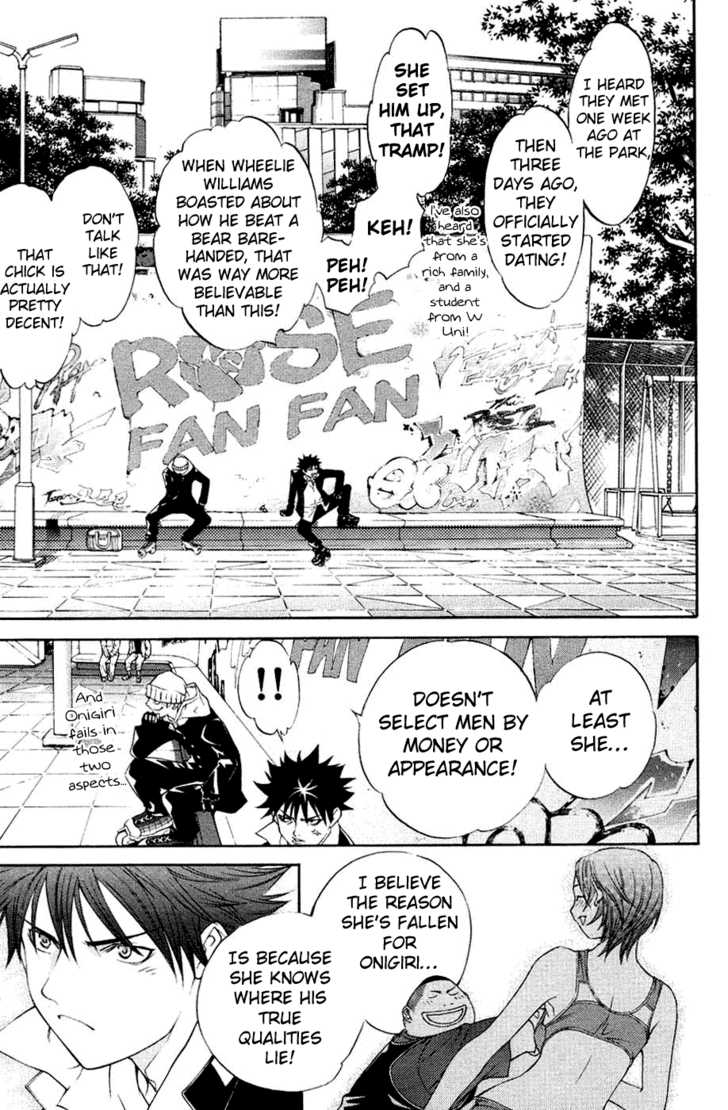 I HEARD
THEY MET
ONE WEEK
AGO AT
THE PARK,
THEN
THREE
DAYS AGO,
THEY
OFFICIALLY
STARTED
DATING!
I've also
heard
that she's
from a
rich family,
and a
student
from W
Uni!
SHE
SET
HIM UP,
THAT
TRAMP!
KEH!
PEH!
PEH!
WHEN WHEELIE
WILLIAMS
BOASTED ABOUT
HOW HE BEAT A
BEAR BARE-
HANDED, THAT
WAS WAY MORE
BELIEVABLE
THAN THIS!
DON'T
TALK
LIKE
THAT!
THAT
CHICK IS
ACTUALLY
PRETTY
DECENT!
ROSE
FAN FAN
AT
LEAST
SHE...
DOESN'T
SELECT MEN BY
MONEY OR
APPEARANCE!
!!
And
Onigiri
fails in
those
two
aspects...
FAN
I BELIEVE
THE REASON
SHE'S FALLEN
FOR
ONIGIRI...
IS BECAUSE
SHE KNOWS
WHERE HIS
TRUE
QUALITIES
LIE!